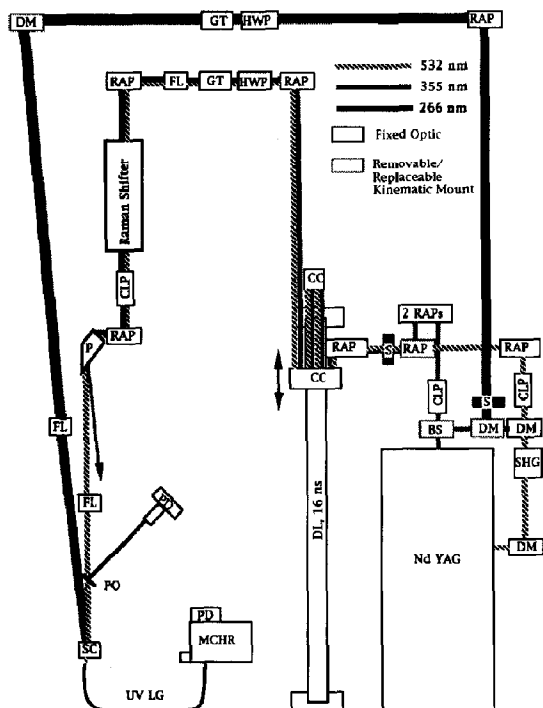 DM
GT
HWP
RAP
532 nm
355 nm
266 nm
Fixed Optic
Removable/
Replaceable
Kinematic Mount
RAP
FL
GT
HWP
RAP
Raman Shifter
CLP
RAP
P
CC
2 RAPs
RAP
S
RAP
RAP
CC
CLP
S
CLP
BS
DM
DM
FL
SHG
FL
PD
DL, 16 ns
Nd YAG
DM
PO
PD
SC
MCHR
UV LG